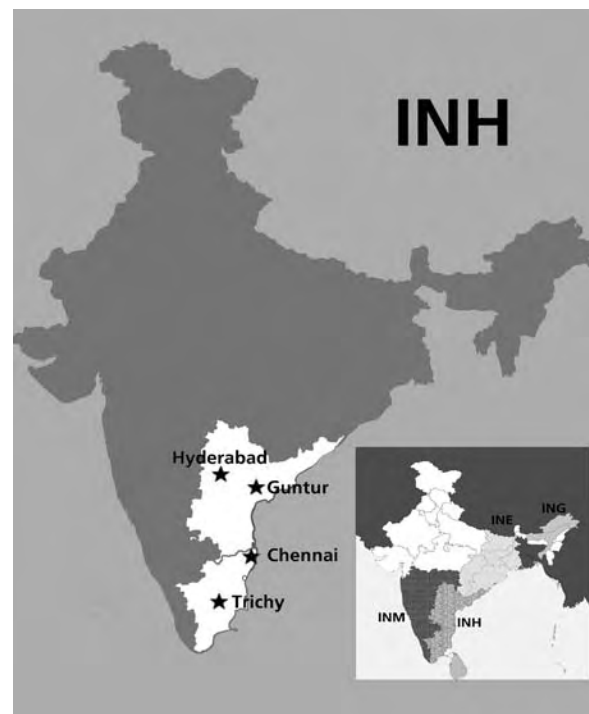 INH
Hyderabad
Guntur
Chennai
Trichy
INE
ING
INM
INH